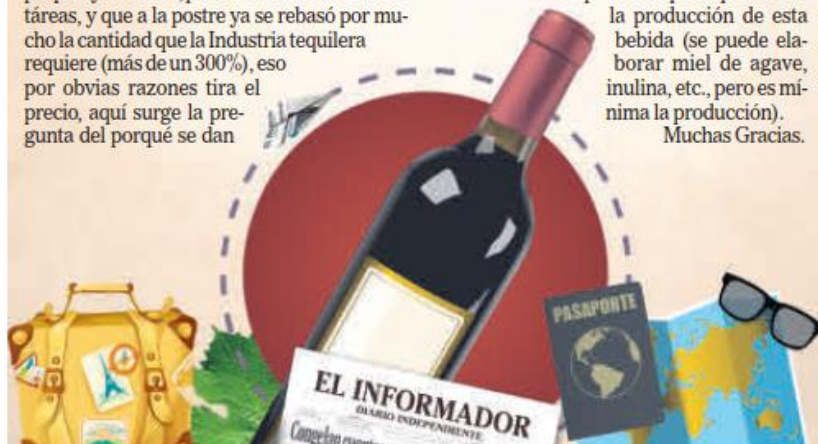 táreas, y que a la postre ya se rebasó por mu-
cho la cantidad que la Industria tequilera
requiere (más de un 300%), eso
por obvias razones tira el
precio, aquí surge la pre-
gunta del porqué se dan
la producción de esta
bebida (se puede ela-
borar miel de agave,
inulina, etc., pero es mí-
nima la producción).
Muchas Gracias.
PASAPORTE
EL INFORMADOR
DIARIO INDEPENDIENTE
Congelan